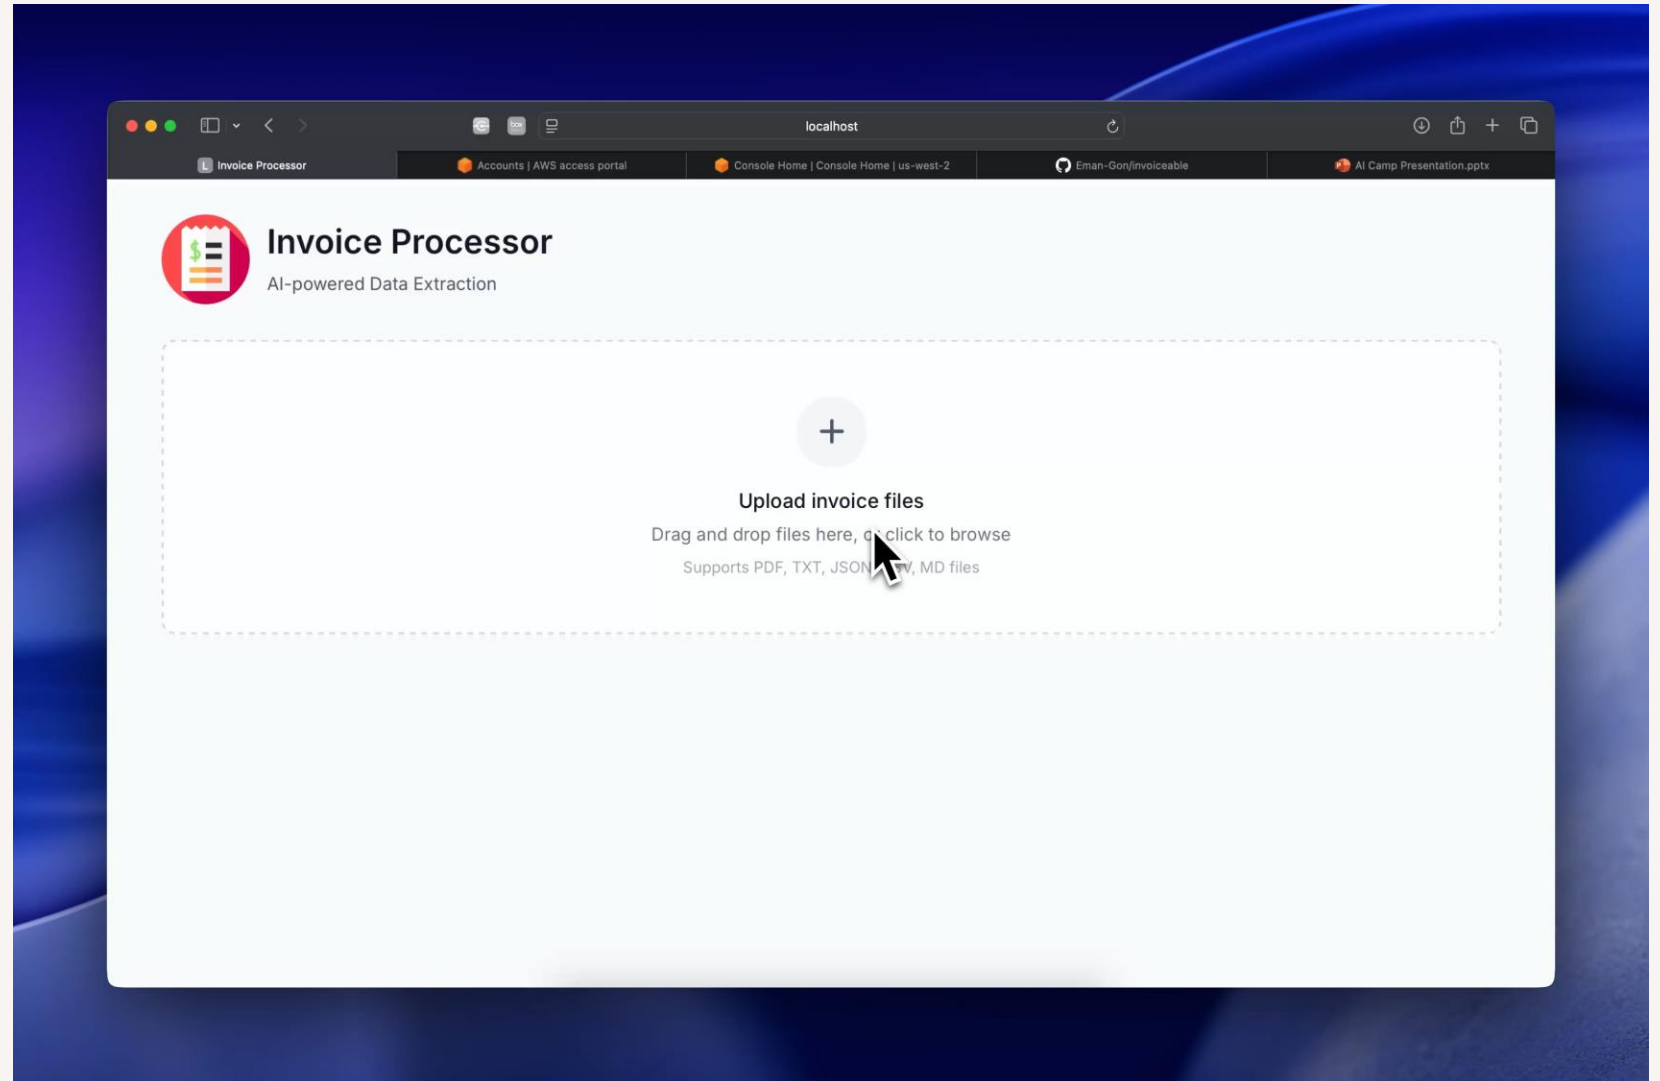 box
localhost
L Invoice Processor
Accounts | AWS access portal
Console Home | Console Home | us-west-2
Eman-Gon/invoiceable
AI Camp Presentation.pptx
$
Invoice Processor
AI-powered Data Extraction
+
Upload invoice files
Drag and drop files here, click to browse
Supports PDF, TXT, JSON, MD files